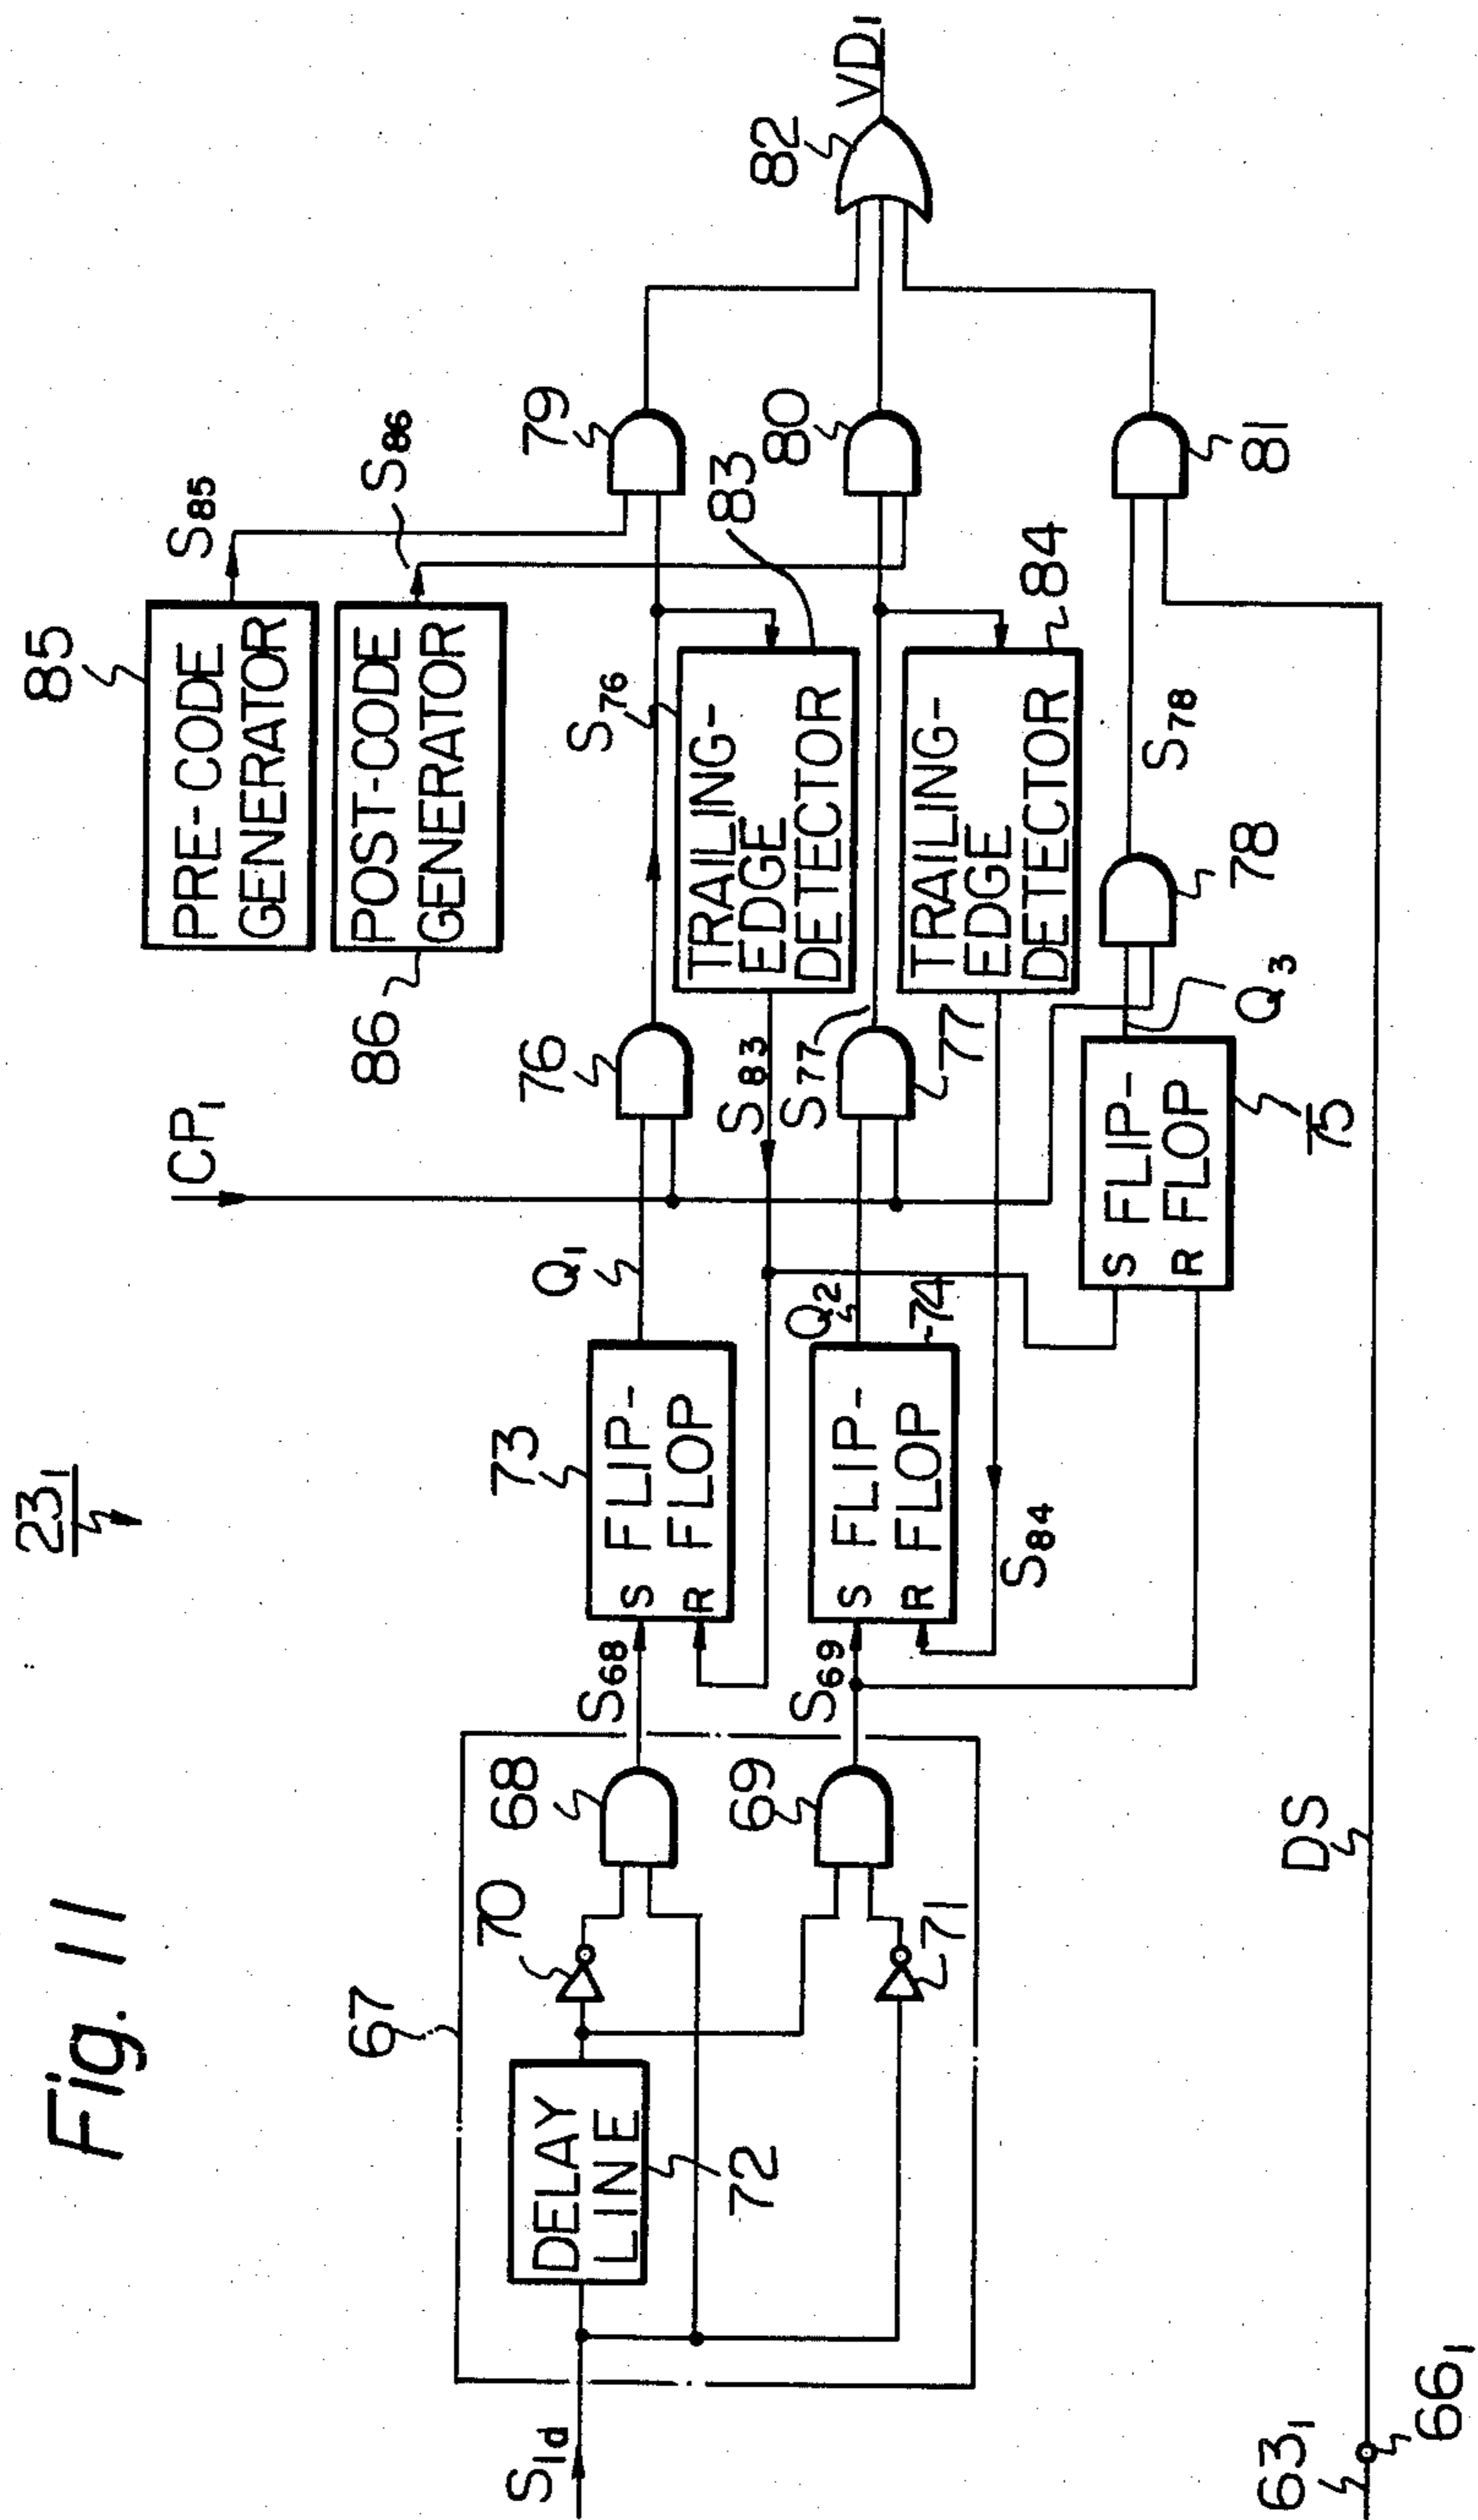 Fig. 11
23₁
85
PRE-CODE
GENERATOR
S₈₅
POST-CODE
GENERATOR
86
S₈₆
CP₁
67
S₁d
DELAY
LINE
72
70
68
S₆₈
73
S FLIP-
R FLOP
Q₁
76
S₇₆
79
71
69
S₆₉
S FLIP-
R FLOP
74
Q₂
S₈₃
TRAILING-
EDGE
DETECTOR
83
S₇₇
77
80
82
VD₁
S₈₄
TRAILING-
EDGE
DETECTOR
84
S FLIP-
R FLOP
75
Q₃
78
S₇₈
81
63₁
66₁
DS